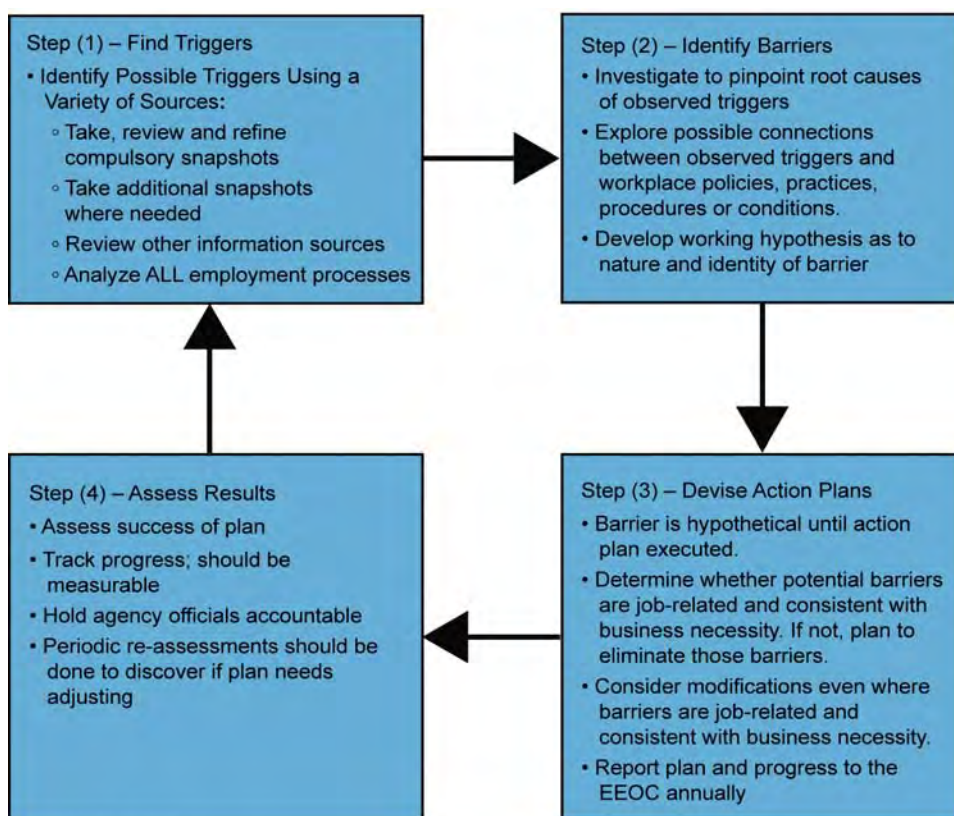 Step (1) – Find Triggers
• Identify Possible Triggers Using a
Variety of Sources:
◦ Take, review and refine
compulsory snapshots
◦ Take additional snapshots
where needed
◦ Review other information sources
◦ Analyze ALL employment processes
Step (2) – Identify Barriers
• Investigate to pinpoint root causes
of observed triggers
• Explore possible connections
between observed triggers and
workplace policies, practices,
procedures or conditions.
• Develop working hypothesis as to
nature and identity of barrier
Step (3) – Devise Action Plans
• Barrier is hypothetical until action
plan executed.
• Determine whether potential barriers
are job-related and consistent with
business necessity. If not, plan to
eliminate those barriers.
• Consider modifications even where
barriers are job-related and
consistent with business necessity.
• Report plan and progress to the
EEOC annually
Step (4) – Assess Results
• Assess success of plan
• Track progress; should be
measurable
• Hold agency officials accountable
• Periodic re-assessments should be
done to discover if plan needs
adjusting